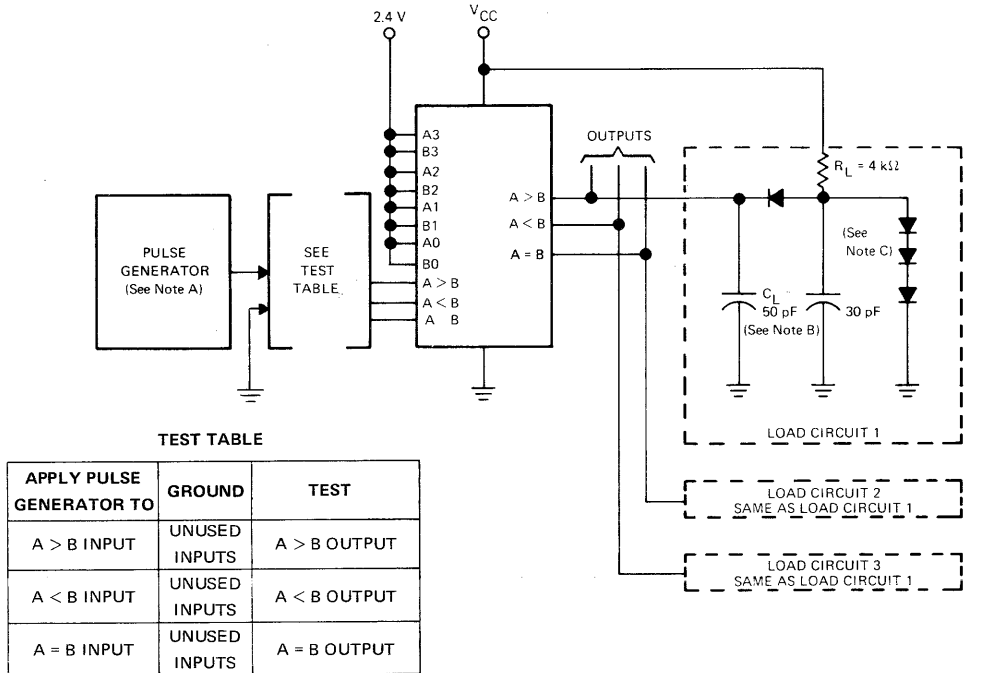 2.4 V
VCC
A3
B3
A2
B2
A1
B1
A0
B0
A > B
A < B
A B
A > B
A < B
A = B
OUTPUTS
PULSE
GENERATOR
(See Note A)
SEE
TEST
TABLE
RL = 4 kΩ
(See
Note C)
CL
50 pF
(See Note B)
30 pF
LOAD CIRCUIT 1
LOAD CIRCUIT 2
SAME AS LOAD CIRCUIT 1
LOAD CIRCUIT 3
SAME AS LOAD CIRCUIT 1
TEST TABLE
APPLY PULSE
GENERATOR TO
GROUND
TEST
A > B INPUT
UNUSED
INPUTS
A > B OUTPUT
A < B INPUT
UNUSED
INPUTS
A < B OUTPUT
A = B INPUT
UNUSED
INPUTS
A = B OUTPUT